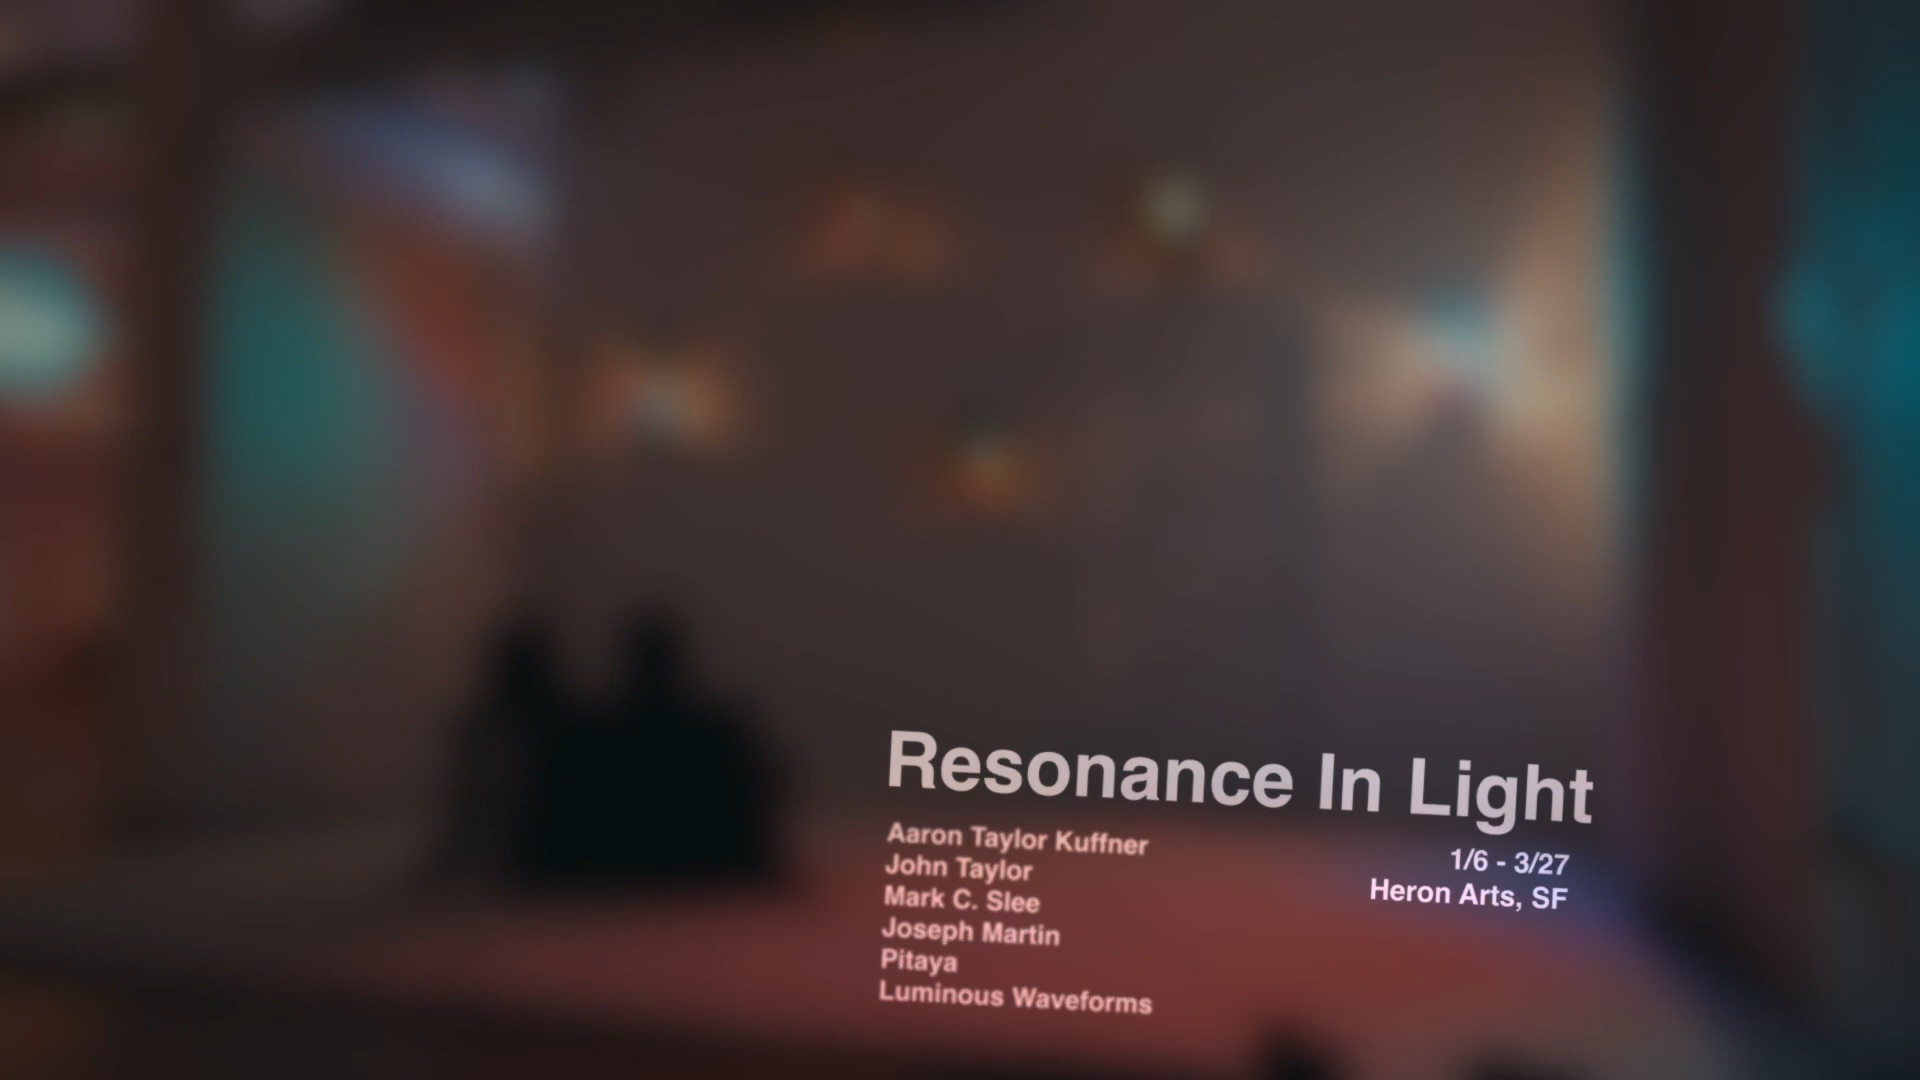 Resonance In Light
Aaron Taylor Kuffner
John Taylor
Mark C. Slee
Joseph Martin
Pitaya
Luminous Waveforms
1/6 - 3/27
Heron Arts, SF